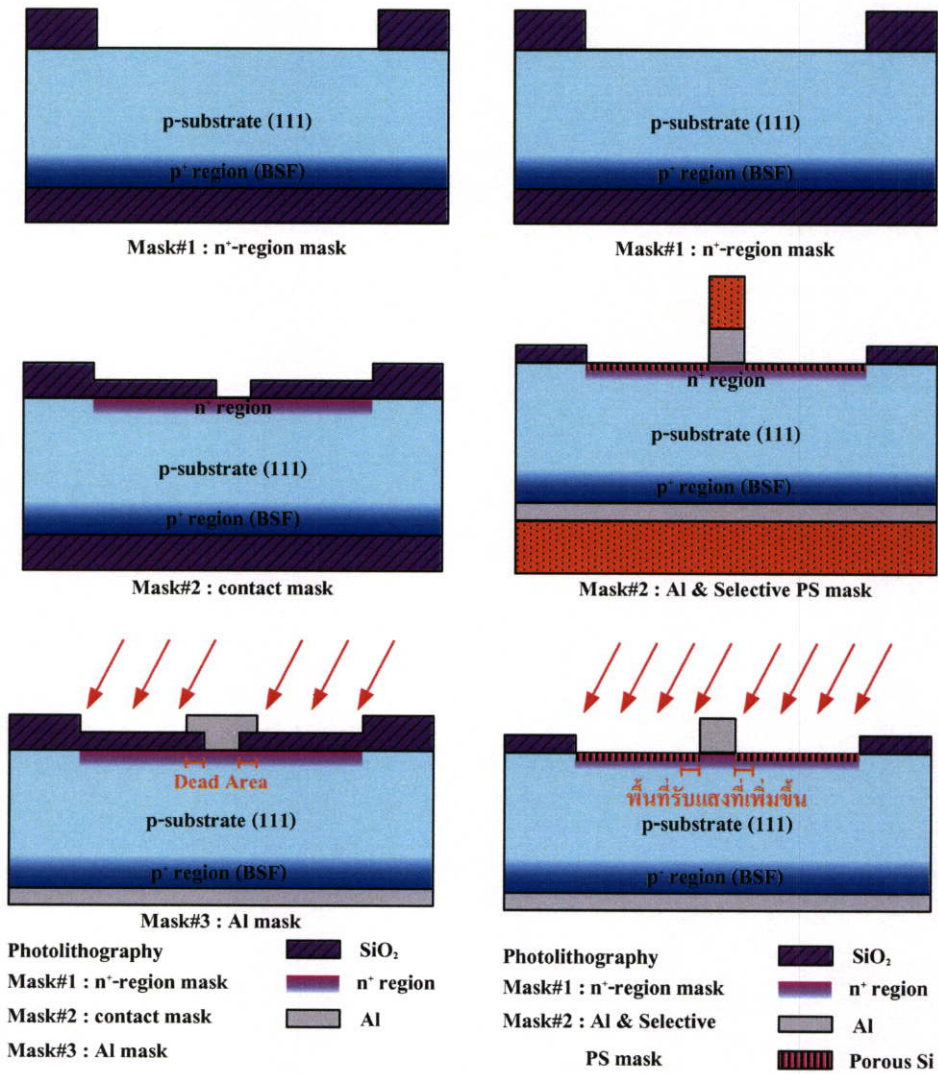 p-substrate (111)
p⁺ region (BSF)
Mask#1 : n⁺-region mask
n⁺ region
p-substrate (111)
p⁺ region (BSF)
Mask#2 : contact mask
Dead Area
p-substrate (111)
p⁺ region (BSF)
Mask#3 : Al mask
Photolithography
Mask#1 : n⁺-region mask
Mask#2 : contact mask
Mask#3 : Al mask
SiO₂
n⁺ region
Al
p-substrate (111)
p⁺ region (BSF)
Mask#1 : n⁺-region mask
n⁺ region
p-substrate (111)
p⁺ region (BSF)
Mask#2 : Al & Selective PS mask
พื้นที่รับแสงที่เพิ่มขึ้น
p-substrate (111)
p⁺ region (BSF)
Photolithography
Mask#1 : n⁺-region mask
Mask#2 : Al & Selective
PS mask
SiO₂
n⁺ region
Al
Porous Si